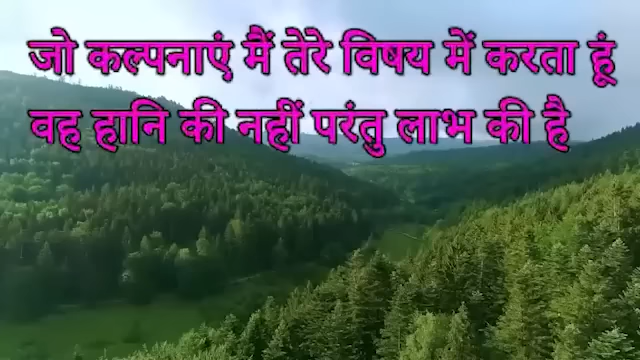 जो कल्पनाएं मैं तेरे विषय में करता हूं
वह हानि की नहीं परंतु लाभ की है